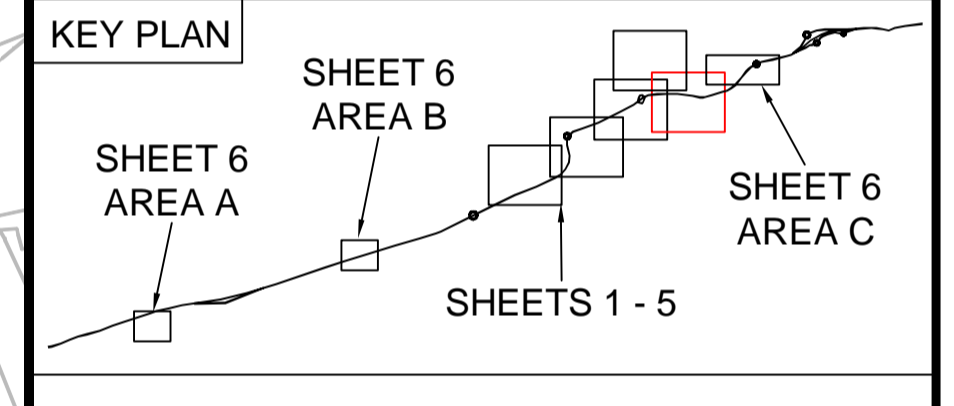 KEY PLAN
SHEET 6
AREA B
SHEET 6
AREA A
SHEET 6
AREA C
SHEETS 1 - 5